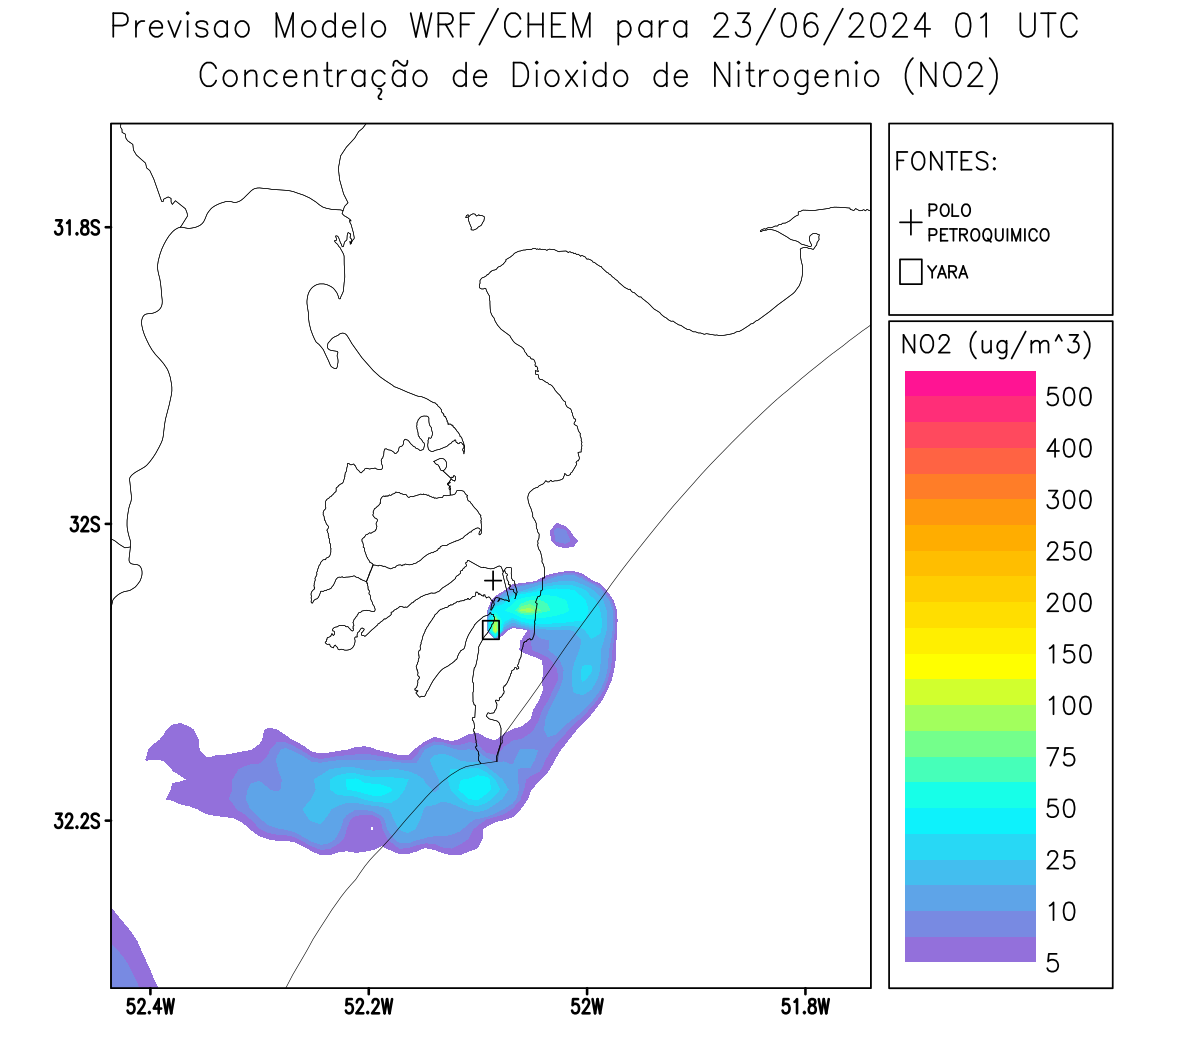 Previsao Modelo WRF/CHEM para 23/06/2024 01 UTC
Concentração de Dioxido de Nitrogenio (NO2)
FONTES:
POLO
PETROQUIMICO
YARA
NO2 (ug/m^3)
500
400
300
250
200
150
100
75
50
25
10
5
31.8S
32S
32.2S
52.4W
52.2W
52W
51.8W